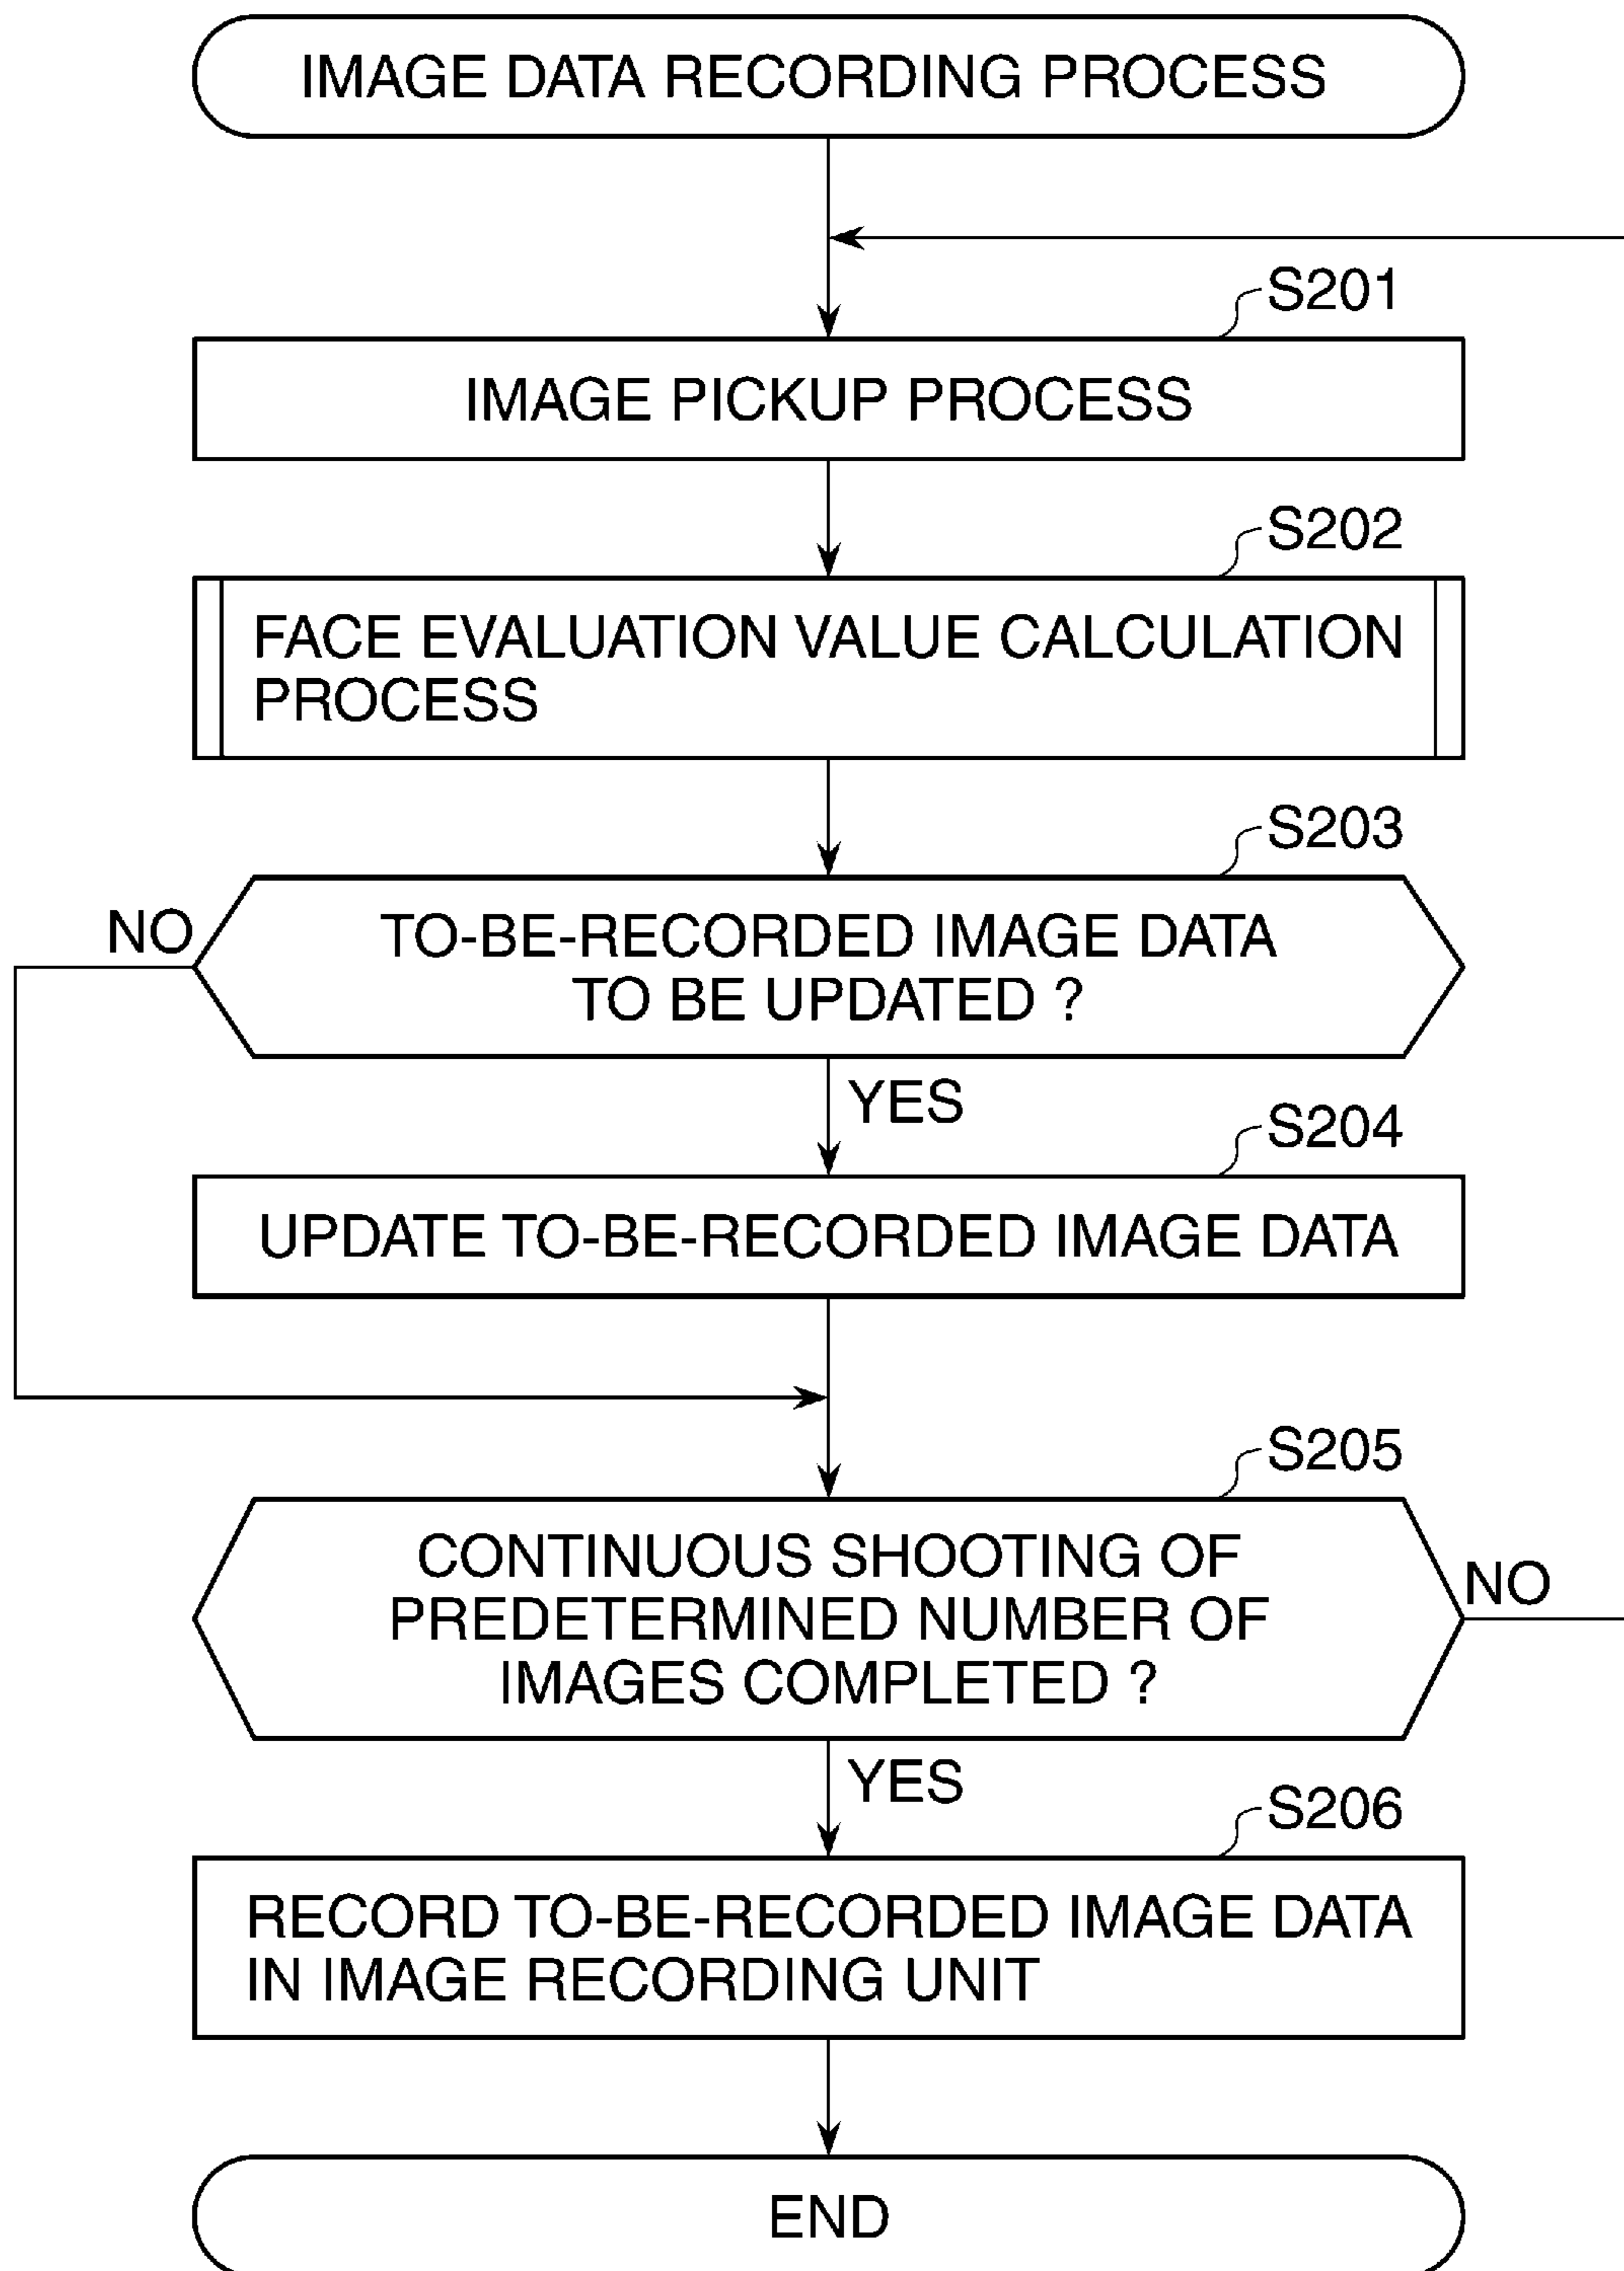 IMAGE DATA RECORDING PROCESS
S201
IMAGE PICKUP PROCESS
S202
FACE EVALUATION VALUE CALCULATION
PROCESS
S203
NO
TO-BE-RECORDED IMAGE DATA
TO BE UPDATED ?
YES
S204
UPDATE TO-BE-RECORDED IMAGE DATA
S205
CONTINUOUS SHOOTING OF
PREDETERMINED NUMBER OF
IMAGES COMPLETED ?
NO
YES
S206
RECORD TO-BE-RECORDED IMAGE DATA
IN IMAGE RECORDING UNIT
END